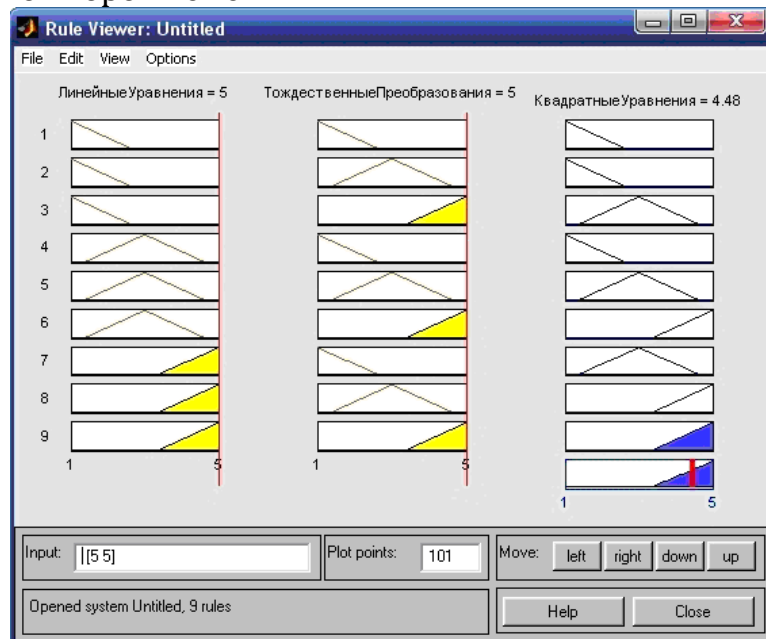 Rule Viewer: Untitled
File Edit View Options
ЛинейныеУравнения = 5
ТождественныеПреобразования = 5
КвадратныеУравнения = 4.48
1
2
3
4
5
6
7
8
9
1 5
1 5
1 5
Input: [5 5]
Plot points: 101
Move: left right down up
Opened system Untitled, 9 rules
Help Close